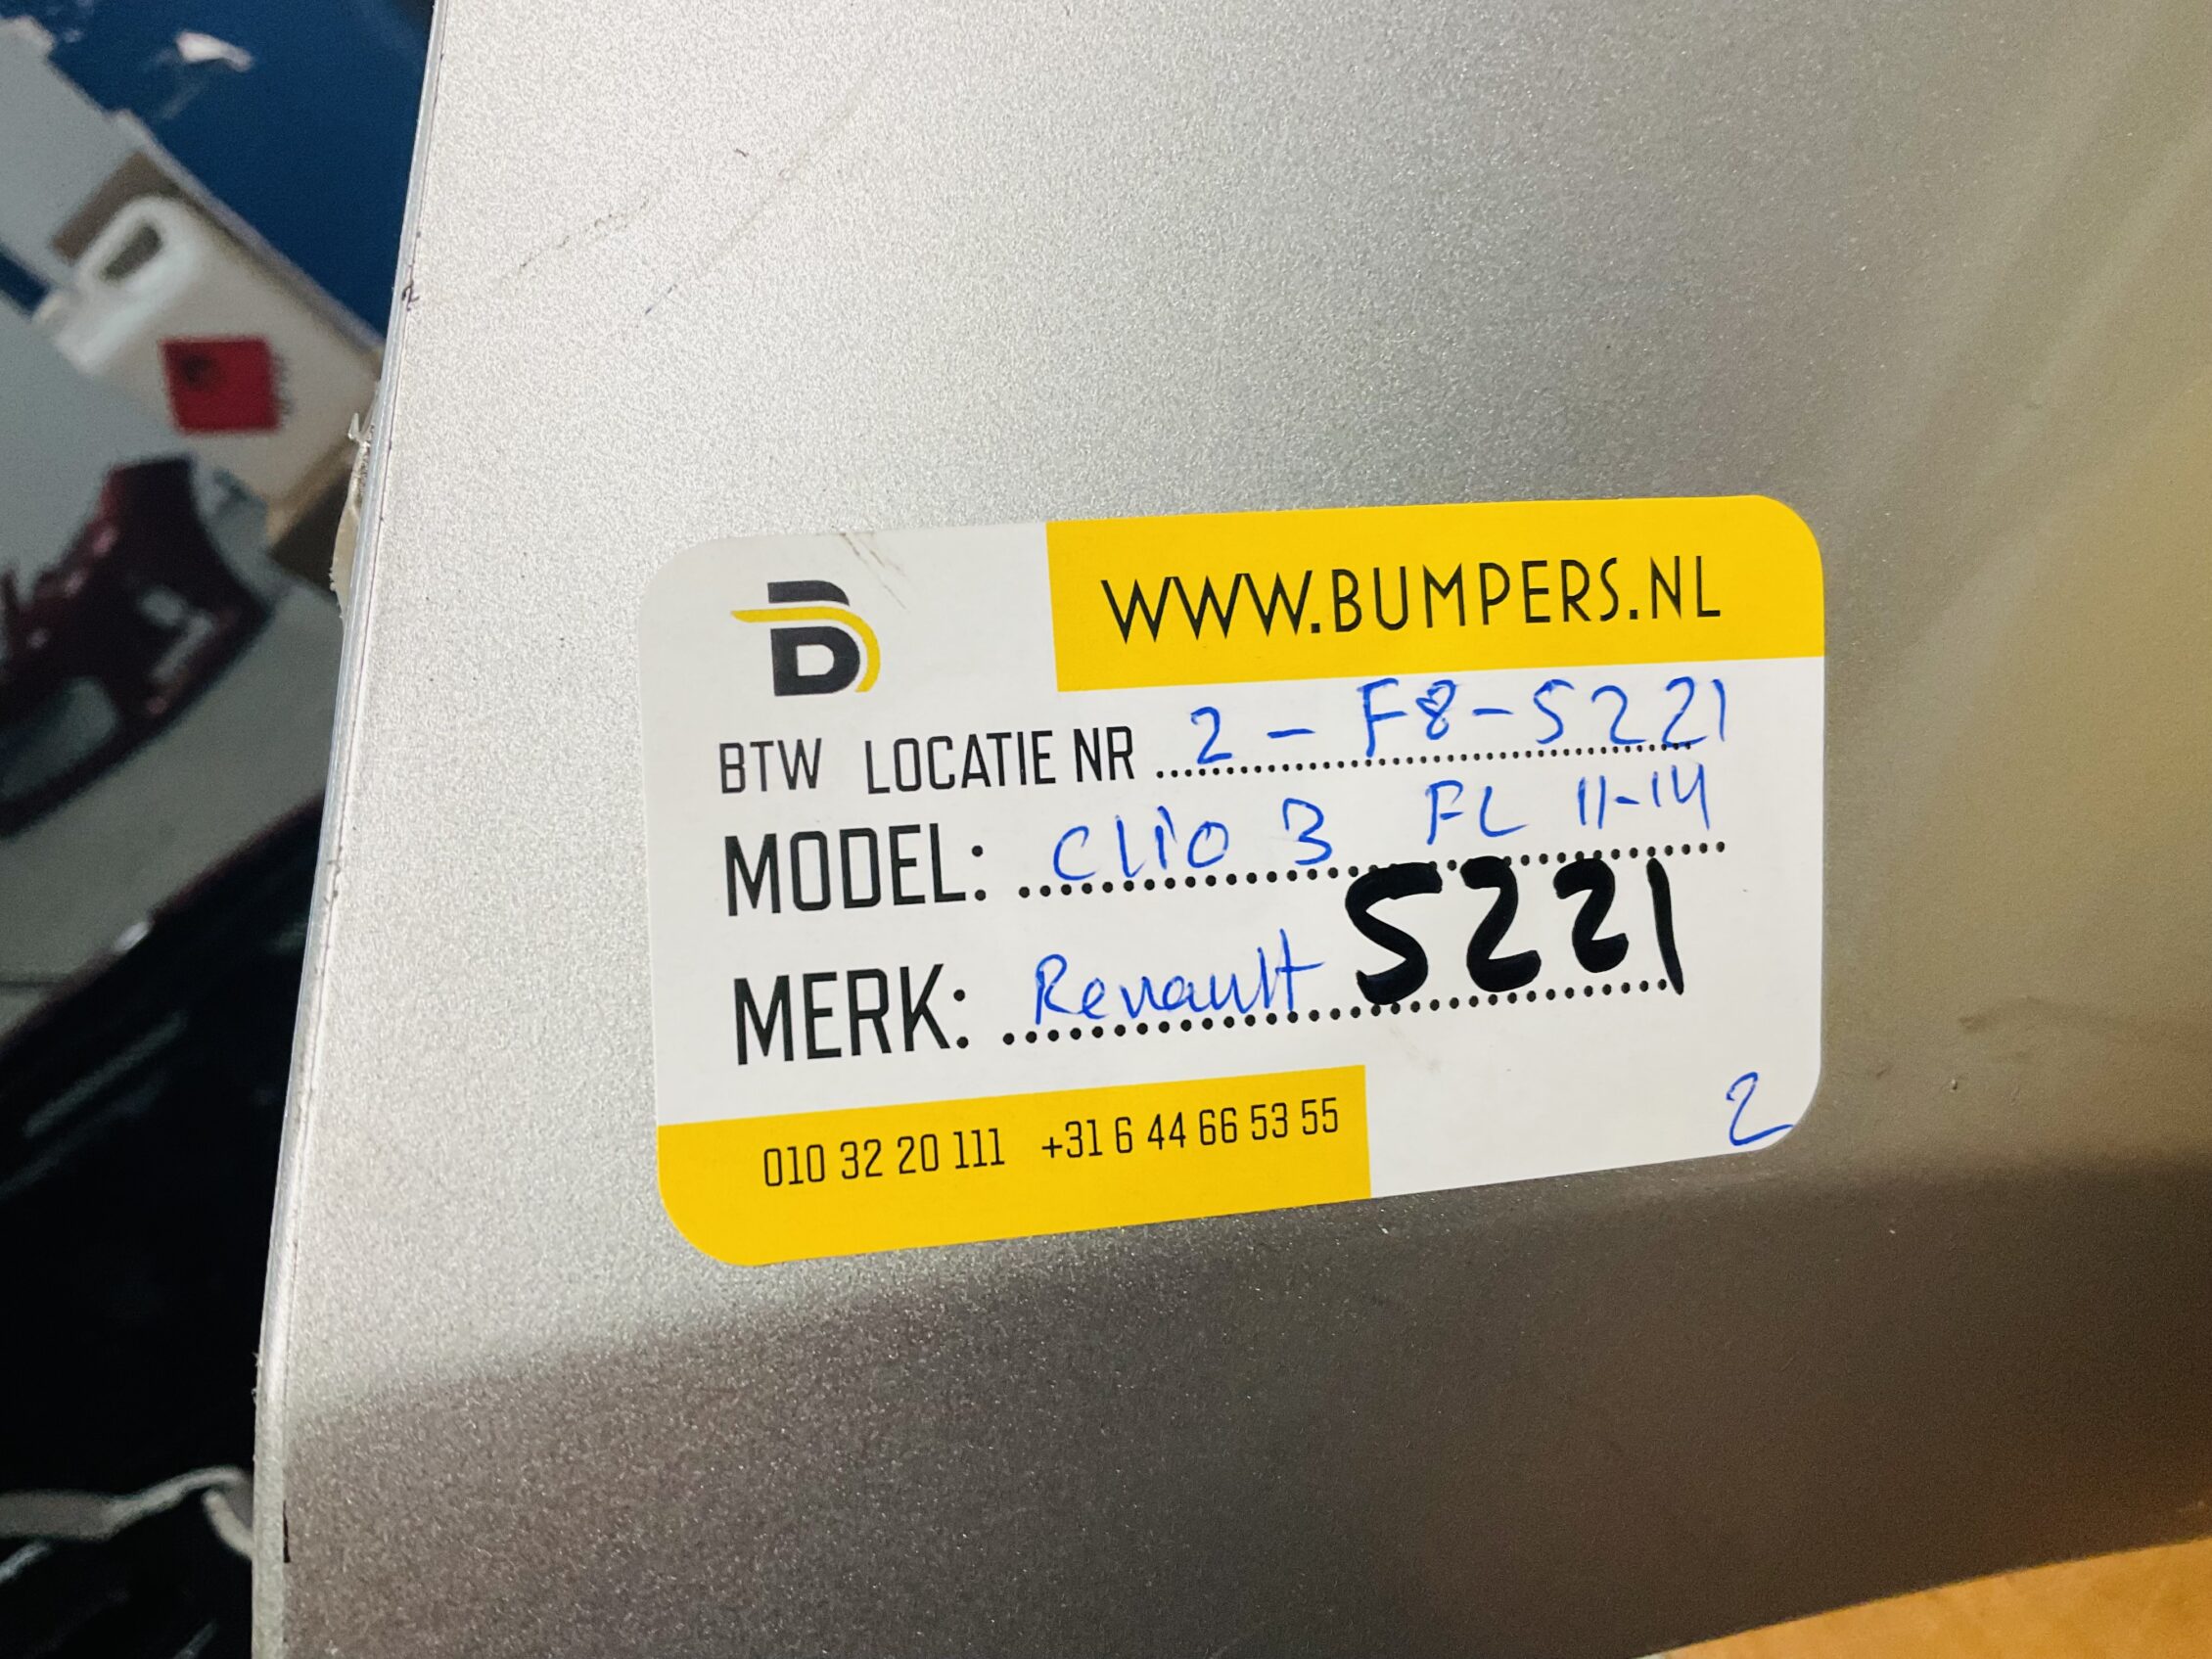 WWW.BUMPERS.NL
BTW LOCATIE NR 2 - F8-5221
MODEL: Clio 3 FL 11-14
MERK: Renault 5221
010 32 20 111 +31 6 44 66 53 55
2